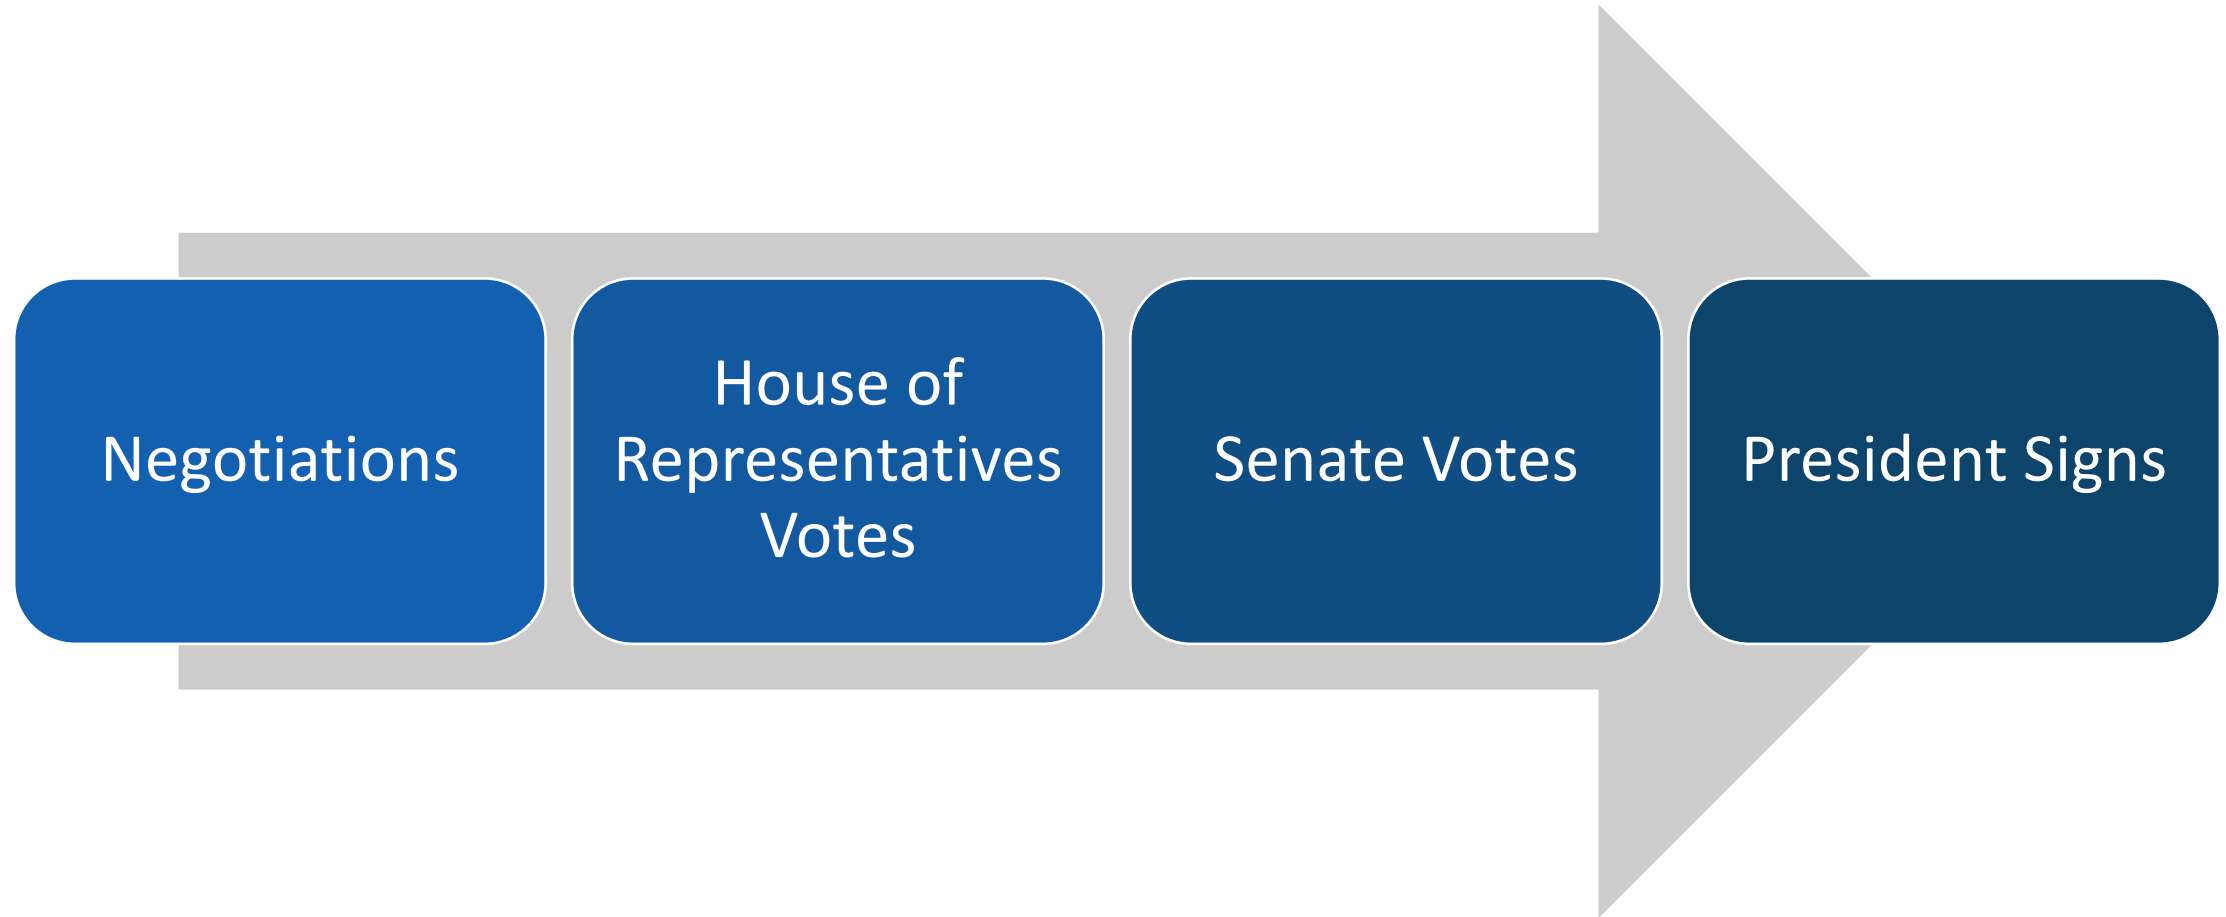 Negotiations
House of
Representatives
Votes
Senate Votes
President Signs